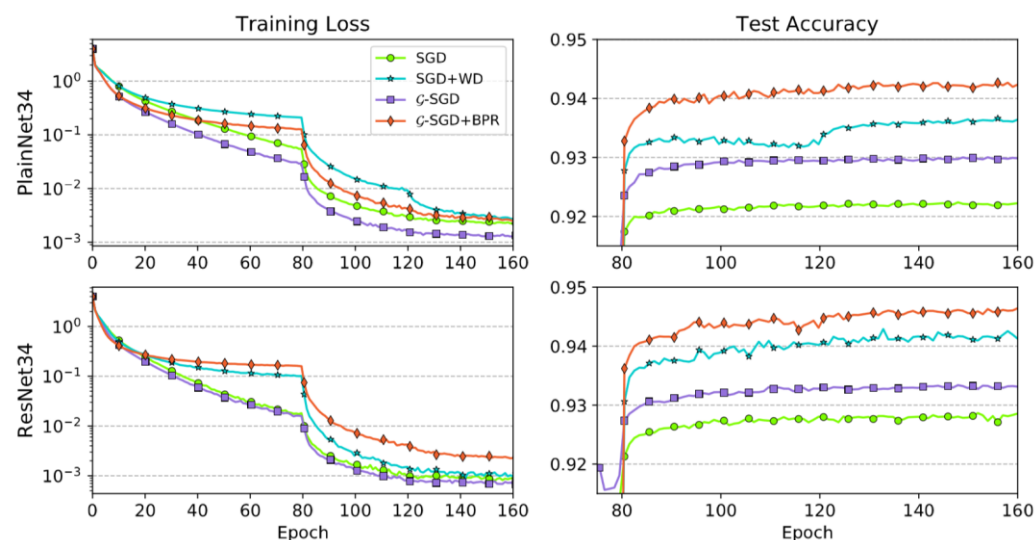 Training Loss
Test Accuracy
PlainNet34
10⁰
10⁻¹
10⁻²
10⁻³
0 20 40 60 80 100 120 140 160
SGD
SGD+WD
𝒢-SGD
𝒢-SGD+BPR
0.95
0.94
0.93
0.92
80 100 120 140 160
ResNet34
10⁰
10⁻¹
10⁻²
10⁻³
0 20 40 60 80 100 120 140 160
Epoch
0.95
0.94
0.93
0.92
80 100 120 140 160
Epoch